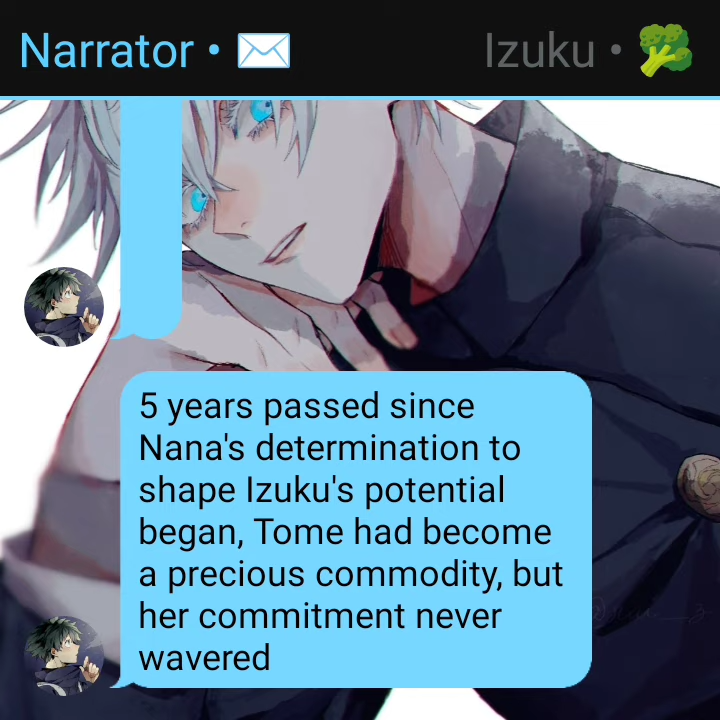 Narrator • ✉️
Izuku • 🥦
5 years passed since
Nana's determination to
shape Izuku's potential
began, Tome had become
a precious commodity, but
her commitment never
wavered